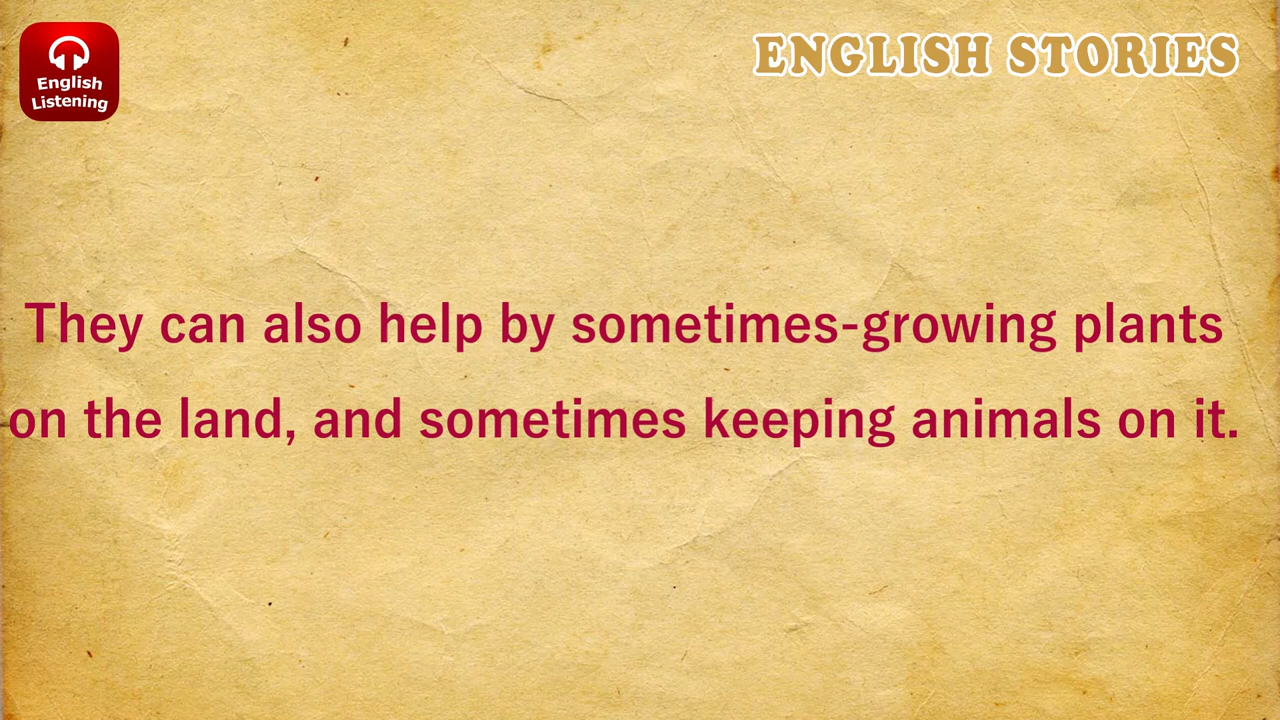 English
Listening
ENGLISH STORIES
They can also help by sometimes-growing plants
on the land, and sometimes keeping animals on it.